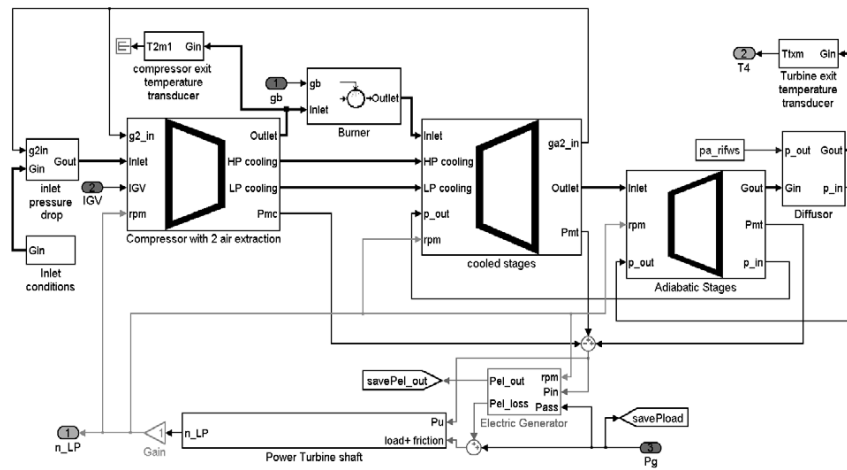 T2m1
Gin
compressor exit
temperature
transducer
1
gb
gb
Inlet
Outlet
Burner
2
T4
Gin
Turbine exit
temperature
transducer
g2in
Gin
Gout
inlet
pressure
drop
2
IGV
g2_in
Inlet
IGV
rpm
Outlet
HP cooling
LP cooling
Pmc
Compressor with 2 air extraction
Inlet
HP cooling
LP cooling
p_out
rpm
ga2_in
Outlet
Pmt
cooled stages
Inlet
rpm
p_out
Gout
Pmt
p_in
Adiabatic Stages
pa_rifws
p_out
Gin
Gout
p_in
Diffusor
Gin
Inlet
conditions
savePel_out
Pel_out
Pel_loss
rpm
Pin
Pass
Electric Generator
savePload
1
n_LP
1
Gain
n_LP
Pu
load+ friction
Power Turbine shaft
3
Pg